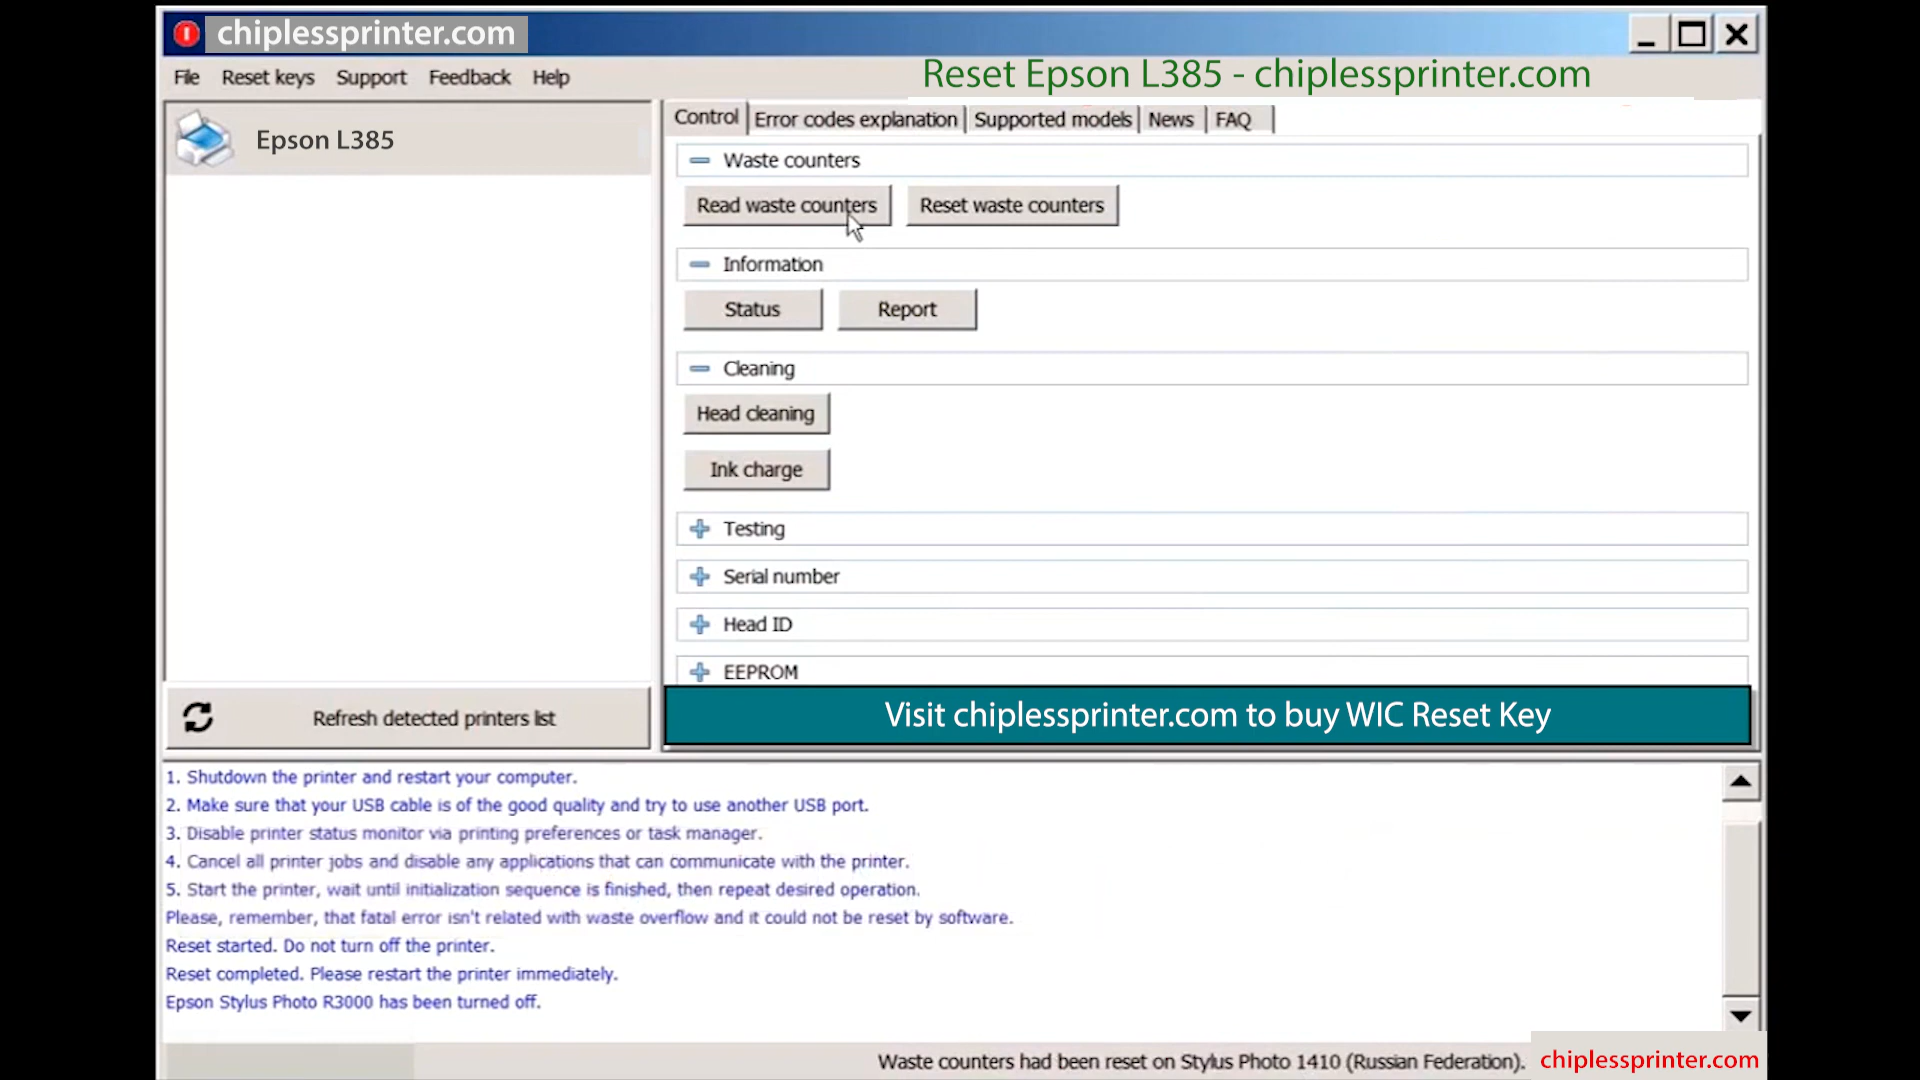 chiplessprinter.com
File Reset keys Support Feedback Help
Reset Epson L385 - chiplessprinter.com
Epson L385
Control Error codes explanation Supported models News FAQ
Waste counters
Read waste counters Reset waste counters
Information
Status Report
Cleaning
Head cleaning
Ink charge
Testing
Serial number
Head ID
EEPROM
Refresh detected printers list
Visit chiplessprinter.com to buy WIC Reset Key
1. Shutdown the printer and restart your computer.
2. Make sure that your USB cable is of the good quality and try to use another USB port.
3. Disable printer status monitor via printing preferences or task manager.
4. Cancel all printer jobs and disable any applications that can communicate with the printer.
5. Start the printer, wait until initialization sequence is finished, then repeat desired operation.
Please, remember, that fatal error isn't related with waste overflow and it could not be reset by software.
Reset started. Do not turn off the printer.
Reset completed. Please restart the printer immediately.
Epson Stylus Photo R3000 has been turned off.
Waste counters had been reset on Stylus Photo 1410 (Russian Federation).
chiplessprinter.com